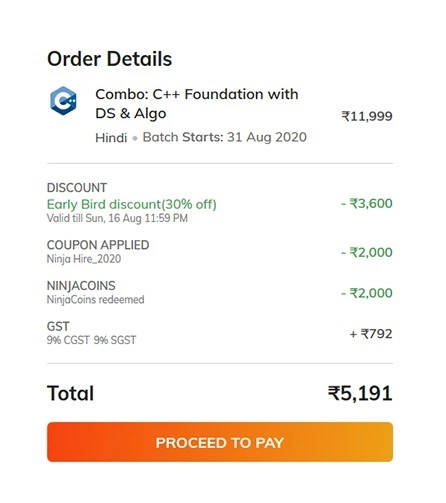 Order Details
Combo: C++ Foundation with
DS & Algo
₹11,999
Hindi • Batch Starts: 31 Aug 2020
DISCOUNT
Early Bird discount(30% off)
- ₹3,600
Valid till Sun, 16 Aug 11:59 PM
COUPON APPLIED
Ninja Hire_2020
- ₹2,000
NINJACOINS
NinjaCoins redeemed
- ₹2,000
GST
9% CGST 9% SGST
+ ₹792
Total ₹5,191
PROCEED TO PAY